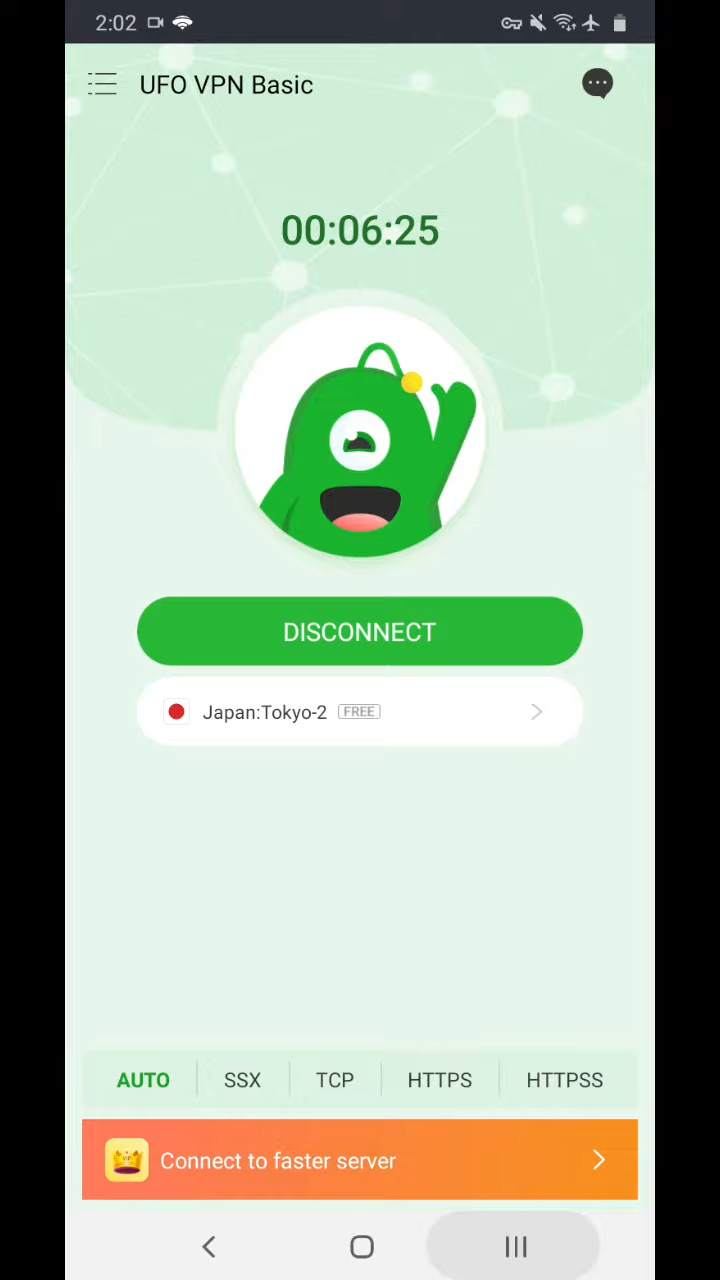 2:02
UFO VPN Basic
00:06:25
DISCONNECT
Japan:Tokyo-2 FREE
AUTO SSX TCP HTTPS HTTPSS
VIP Connect to faster server